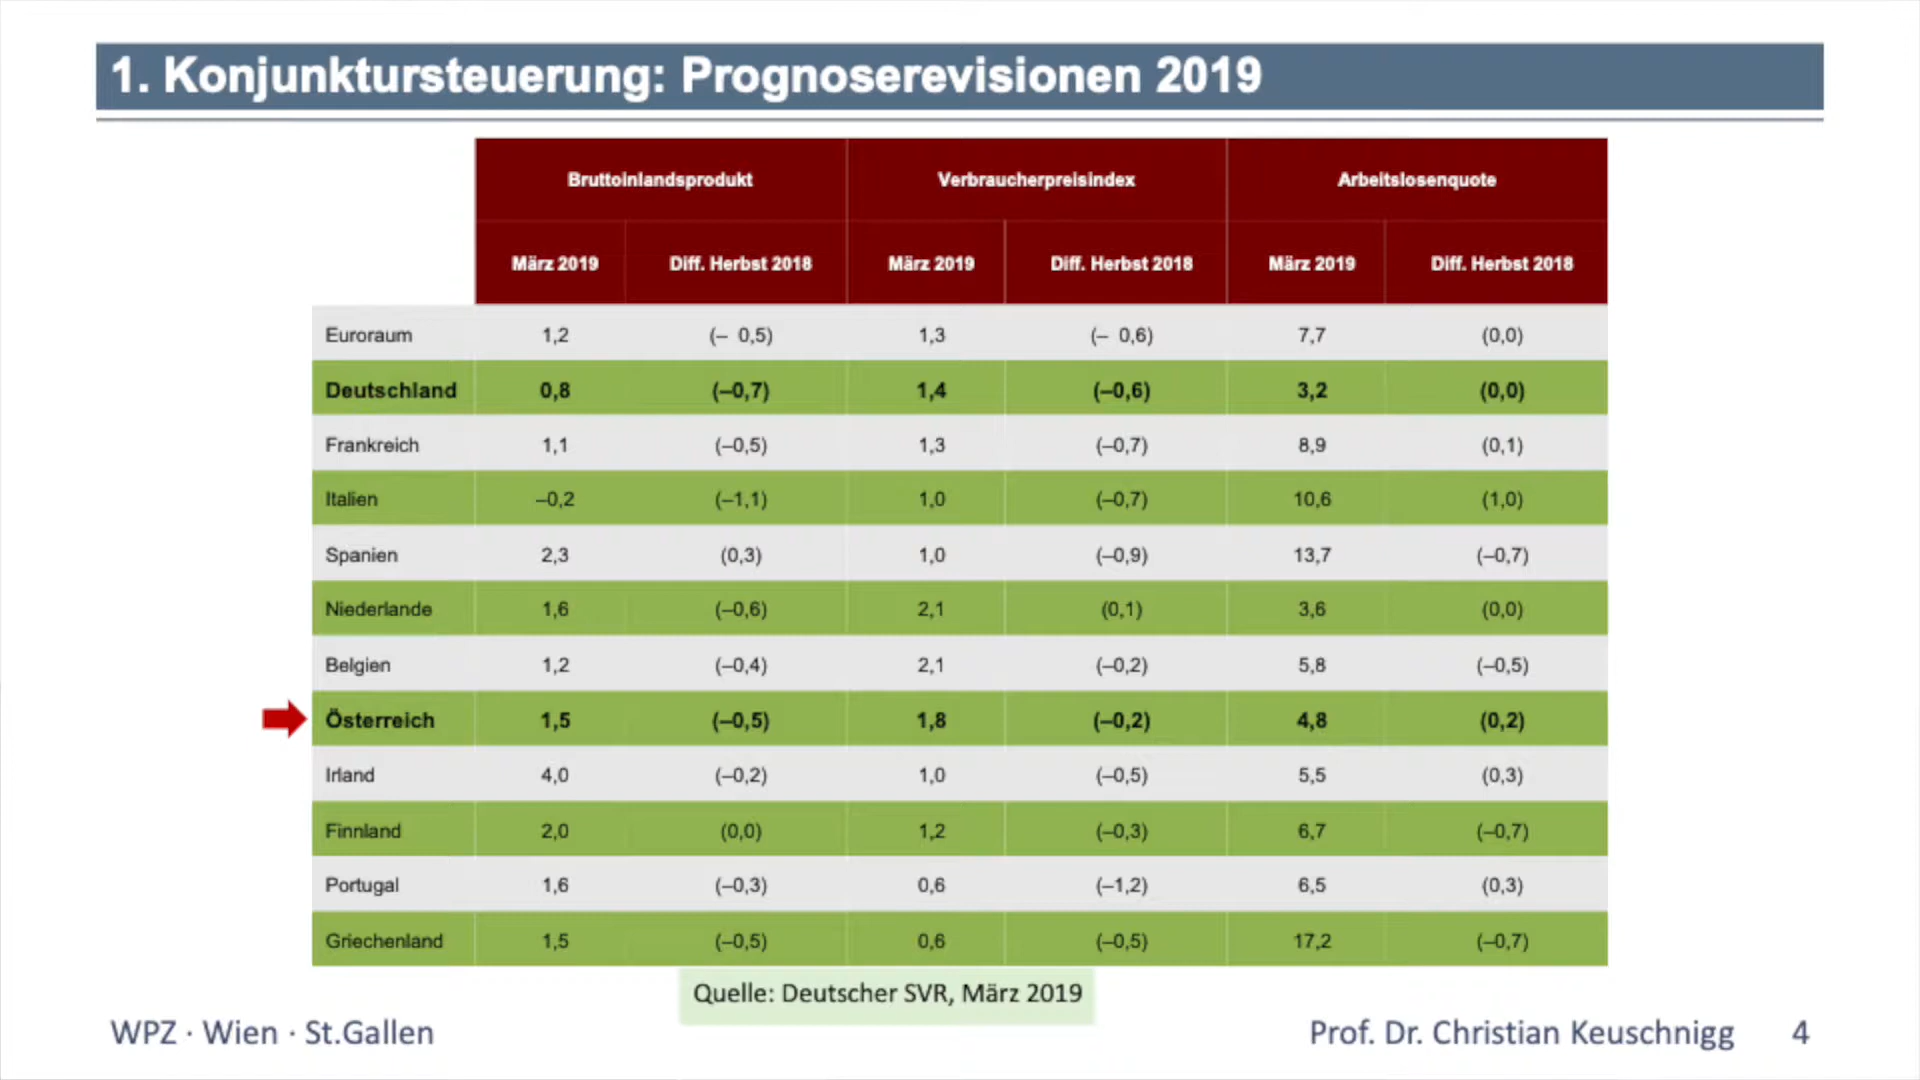 1. Konjunktursteuerung: Prognoserevisionen 2019
Bruttoinlandsprodukt Verbraucherpreisindex Arbeitslosenquote
März 2019 Diff. Herbst 2018 März 2019 Diff. Herbst 2018 März 2019 Diff. Herbst 2018
Euroraum 1,2 (– 0,5) 1,3 (– 0,6) 7,7 (0,0)
Deutschland 0,8 (–0,7) 1,4 (–0,6) 3,2 (0,0)
Frankreich 1,1 (–0,5) 1,3 (–0,7) 8,9 (0,1)
Italien –0,2 (–1,1) 1,0 (–0,7) 10,6 (1,0)
Spanien 2,3 (0,3) 1,0 (–0,9) 13,7 (–0,7)
Niederlande 1,6 (–0,6) 2,1 (0,1) 3,6 (0,0)
Belgien 1,2 (–0,4) 2,1 (–0,2) 5,8 (–0,5)
Österreich 1,5 (–0,5) 1,8 (–0,2) 4,8 (0,2)
Irland 4,0 (–0,2) 1,0 (–0,5) 5,5 (0,3)
Finnland 2,0 (0,0) 1,2 (–0,3) 6,7 (–0,7)
Portugal 1,6 (–0,3) 0,6 (–1,2) 6,5 (0,3)
Griechenland 1,5 (–0,5) 0,6 (–0,5) 17,2 (–0,7)
Quelle: Deutscher SVR, März 2019
WPZ · Wien · St.Gallen Prof. Dr. Christian Keuschnigg 4